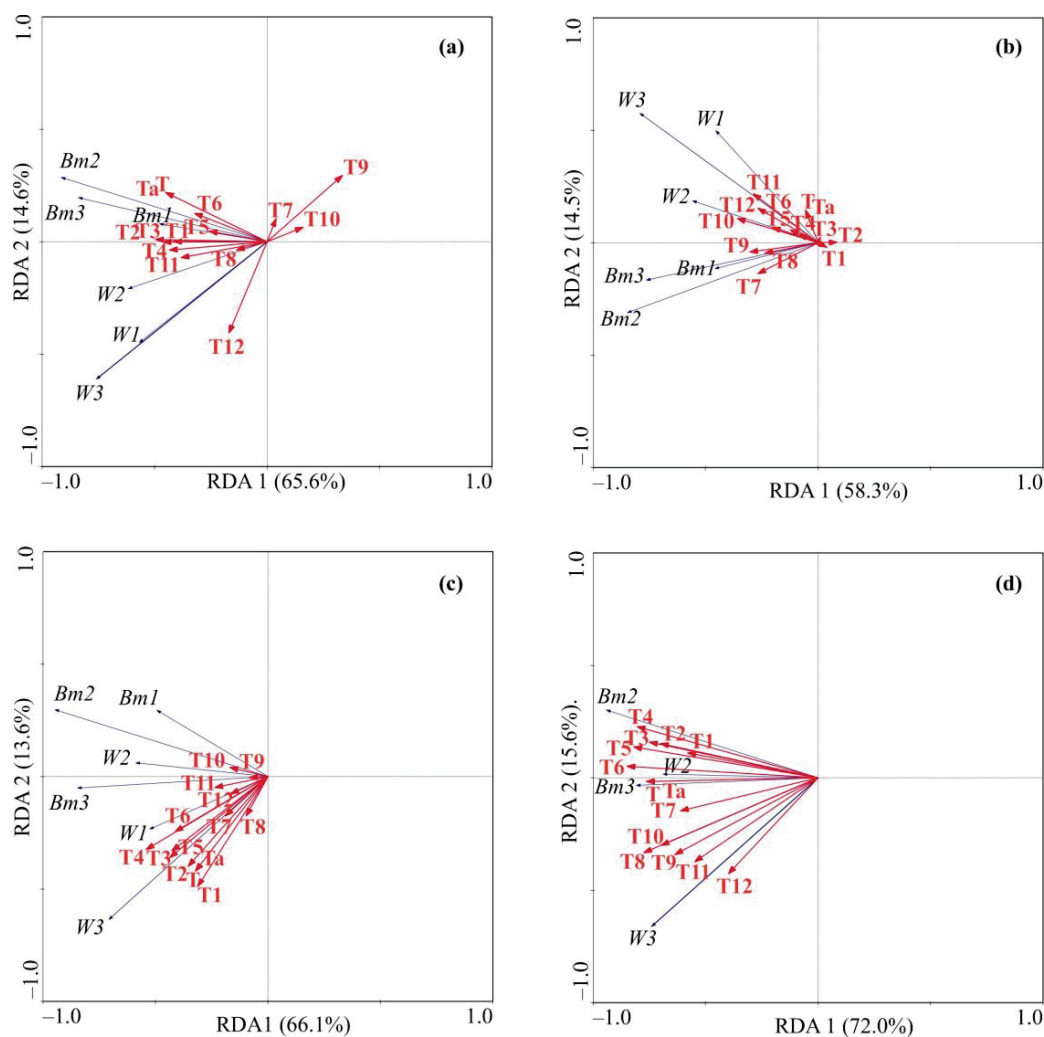 1.0
(a)
Bm2
Bm3
Bm1
Ta
T
T6
T9
T7
T10
T2
T3
T1
T5
T4
T11
T8
W2
W1
T12
W3
RDA 2 (14.6%)
−1.0
−1.0
RDA 1 (65.6%)
1.0
1.0
(b)
W3
W1
W2
T11
T6
T
T12
T5
Ta
T10
T4
T3
T2
T9
T8
T1
T7
Bm3
Bm1
Bm2
RDA 2 (14.5%)
−1.0
−1.0
RDA 1 (58.3%)
1.0
1.0
(c)
Bm2
Bm1
W2
T10
T9
Bm3
T11
T12
W1
T6
T7
T8
T4
T3
T5
T2
Ta
T
T1
W3
RDA 2 (13.6%)
−1.0
−1.0
RDA1 (66.1%)
1.0
1.0
(d)
Bm2
T4
T3
T2
T1
T5
T6
W2
Bm3
T
Ta
T7
T10
T8
T9
T11
T12
W3
RDA 2 (15.6%).
−1.0
−1.0
RDA 1 (72.0%)
1.0